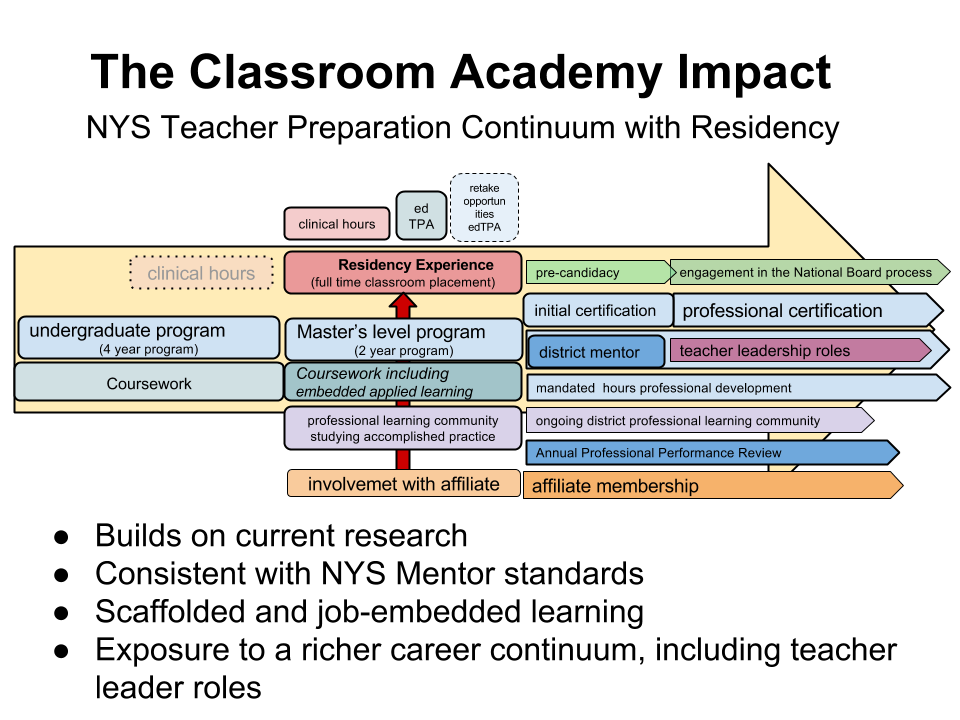 The Classroom Academy Impact
NYS Teacher Preparation Continuum with Residency
clinical hours
ed
TPA
retake
opportun
ities
edTPA
clinical hours
Residency Experience
(full time classroom placement)
pre-candidacy
engagement in the National Board process
initial certification
professional certification
undergraduate program
(4 year program)
Master's level program
(2 year program)
district mentor
teacher leadership roles
Coursework
Coursework including
embedded applied learning
mandated hours professional development
professional learning community
studying accomplished practice
ongoing district professional learning community
Annual Professional Performance Review
involvemet with affiliate
affiliate membership
● Builds on current research
● Consistent with NYS Mentor standards
● Scaffolded and job-embedded learning
● Exposure to a richer career continuum, including teacher
leader roles